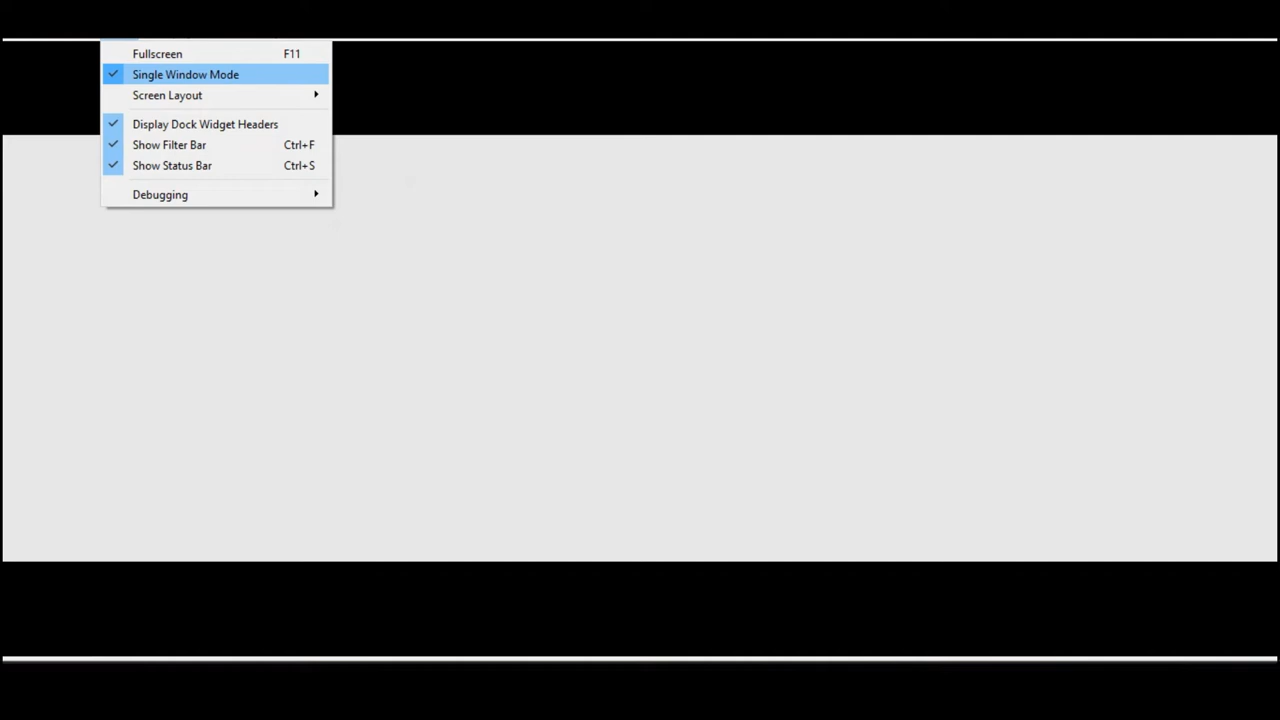 Fullscreen F11
Single Window Mode
Screen Layout
Display Dock Widget Headers
Show Filter Bar Ctrl+F
Show Status Bar Ctrl+S
Debugging